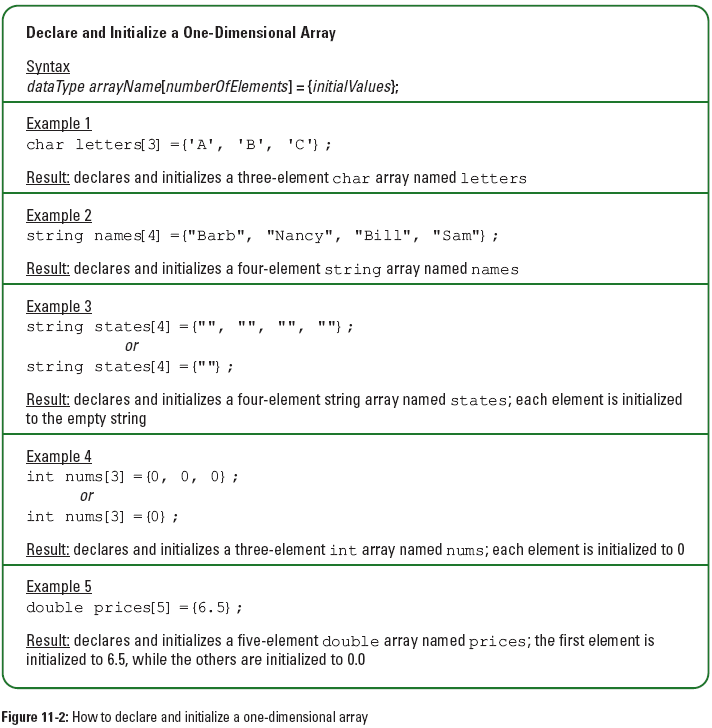 Declare and Initialize a One-Dimensional Array
Syntax
dataType arrayName[numberOfElements] = {initialValues};
Example 1
char letters[3] ={'A', 'B', 'C'} ;
Result: declares and initializes a three-element char array named letters
Example 2
string names[4] ={"Barb", "Nancy", "Bill", "Sam"} ;
Result: declares and initializes a four-element string array named names
Example 3
string states[4] ={"", "", "", ""} ;
or
string states[4] ={""} ;
Result: declares and initializes a four-element string array named states; each element is initialized
to the empty string
Example 4
int nums[3] ={0, 0, 0} ;
or
int nums[3] ={0} ;
Result: declares and initializes a three-element int array named nums; each element is initialized to 0
Example 5
double prices[5] ={6.5} ;
Result: declares and initializes a five-element double array named prices; the first element is
initialized to 6.5, while the others are initialized to 0.0
Figure 11-2: How to declare and initialize a one-dimensional array